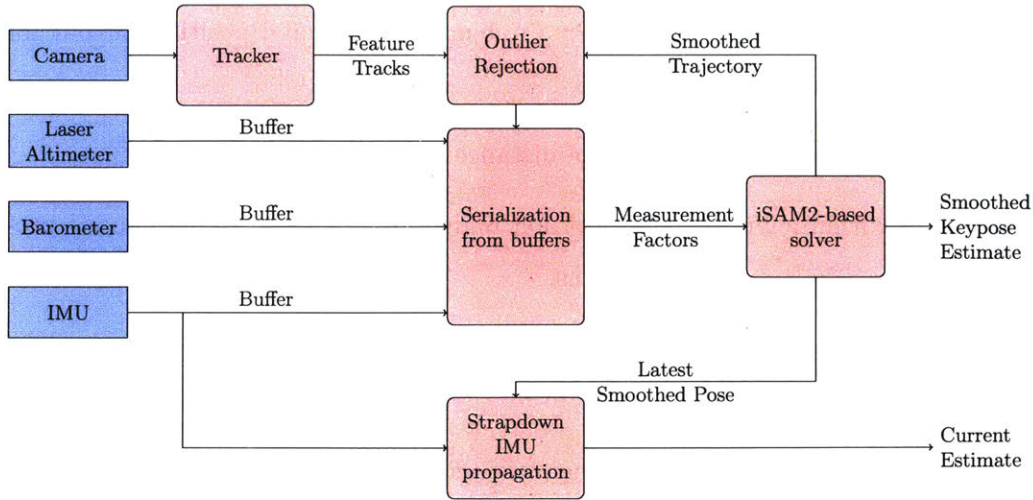 Camera
Tracker
Feature
Tracks
Outlier
Rejection
Smoothed
Trajectory
Laser
Altimeter
Buffer
Barometer
Buffer
Serialization
from buffers
Measurement
Factors
iSAM2-based
solver
Smoothed
Keypose
Estimate
IMU
Buffer
Latest
Smoothed Pose
Strapdown
IMU
propagation
Current
Estimate